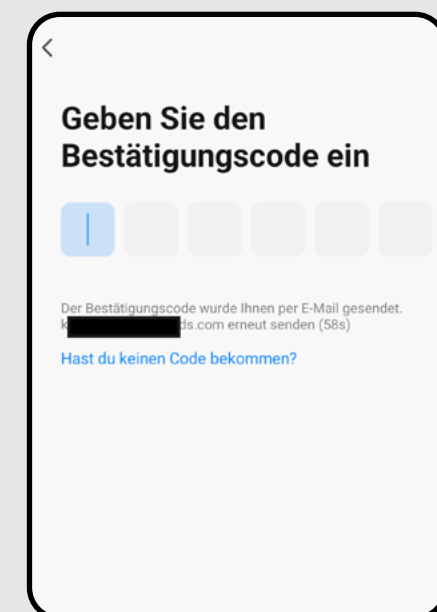 Geben Sie den
Bestätigungscode ein
Der Bestätigungscode wurde Ihnen per E-Mail gesendet.
k ds.com erneut senden (58s)
Hast du keinen Code bekommen?